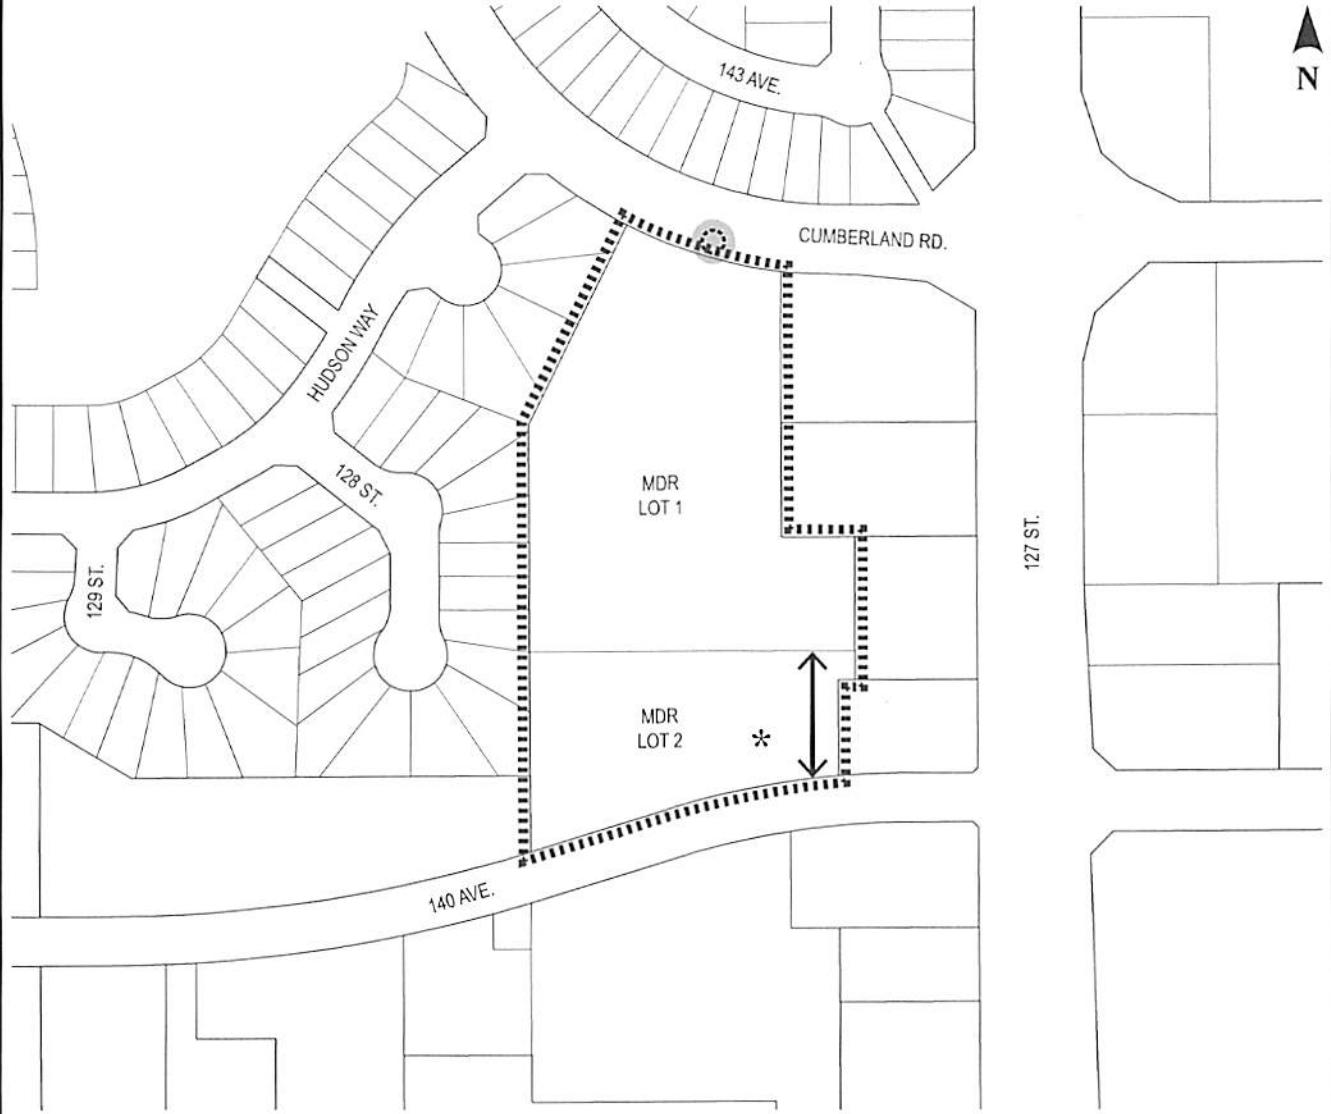 143 AVE.
N
CUMBERLAND RD.
HUDSON WAY
128 ST.
MDR
LOT 1
127 ST.
129 ST.
MDR
LOT 2
*
140 AVE.